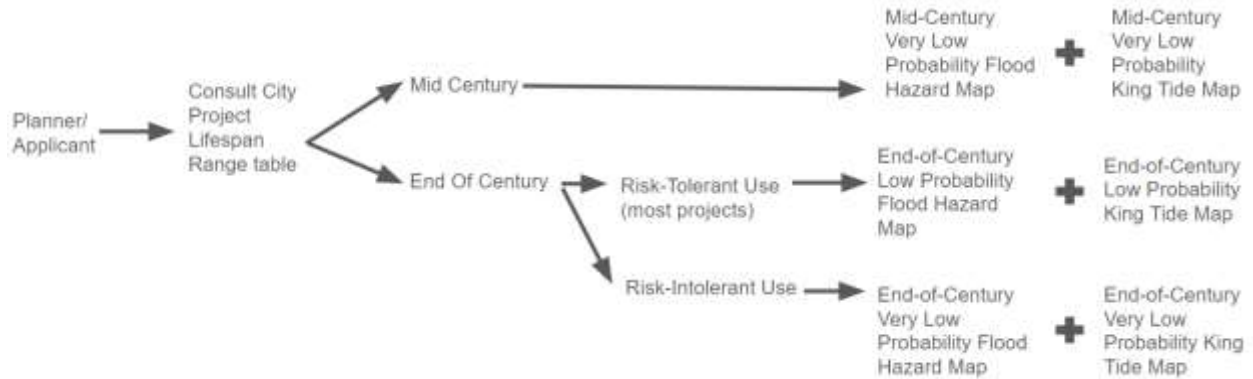 Planner/
Applicant
Consult City
Project
Lifespan
Range table
Mid Century
Mid-Century
Very Low
Probability Flood
Hazard Map
Mid-Century
Very Low
Probability
King Tide Map
End Of Century
Risk-Tolerant Use
(most projects)
End-of-Century
Low Probability
Flood Hazard
Map
End-of-Century
Low Probability
King Tide Map
Risk-Intolerant Use
End-of-Century
Very Low
Probability Flood
Hazard Map
End-of-Century
Very Low
Probability King
Tide Map